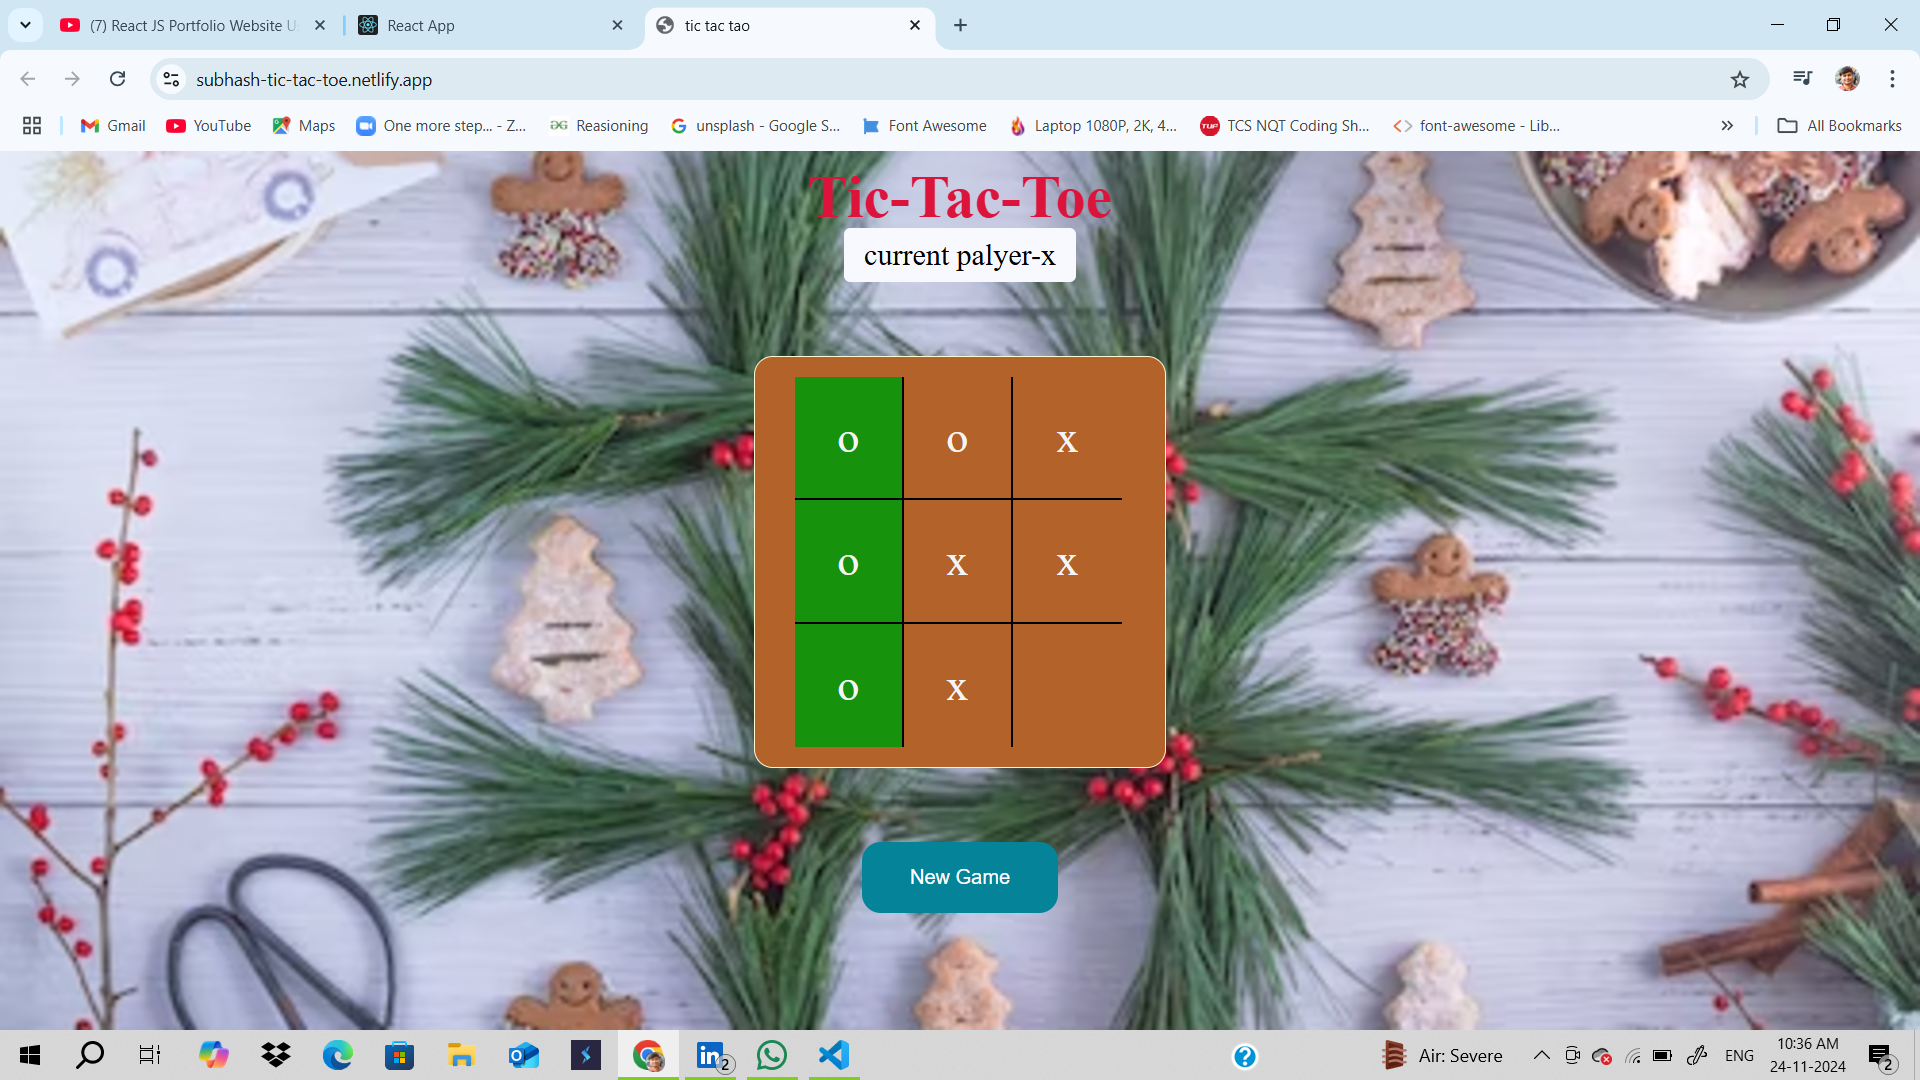 (7) React JS Portfolio Website U
React App
tic tac tao
subhash-tic-tac-toe.netlify.app
Gmail
YouTube
Maps
One more step... - Z...
Reasoning
unsplash - Google S...
Font Awesome
Laptop 1080P, 2K, 4...
TCS NQT Coding Sh...
font-awesome - Lib...
All Bookmarks
Tic-Tac-Toe
current palyer-x
o o x
o x x
o x
New Game
2
Air: Severe
ENG
10:36 AM
24-11-2024
2